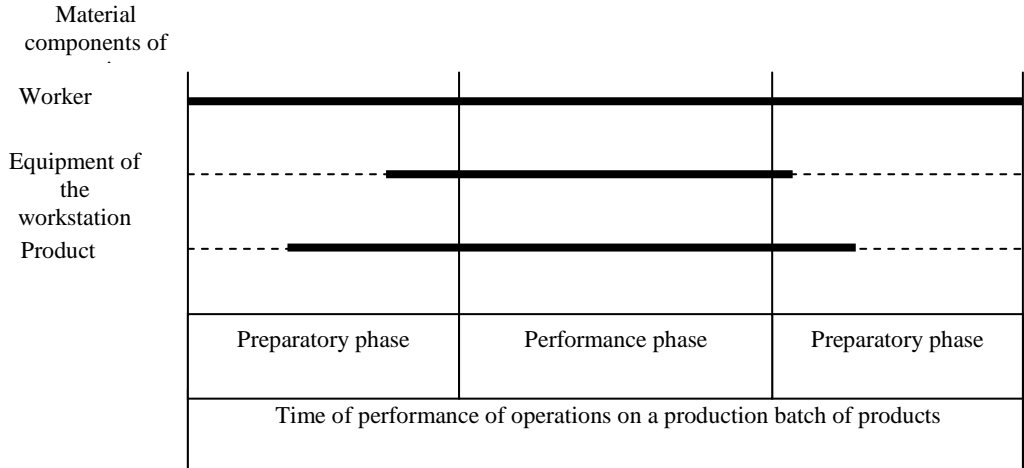 Material
components of
Worker
Equipment of
the
workstation
Product
Preparatory phase
Performance phase
Preparatory phase
Time of performance of operations on a production batch of products